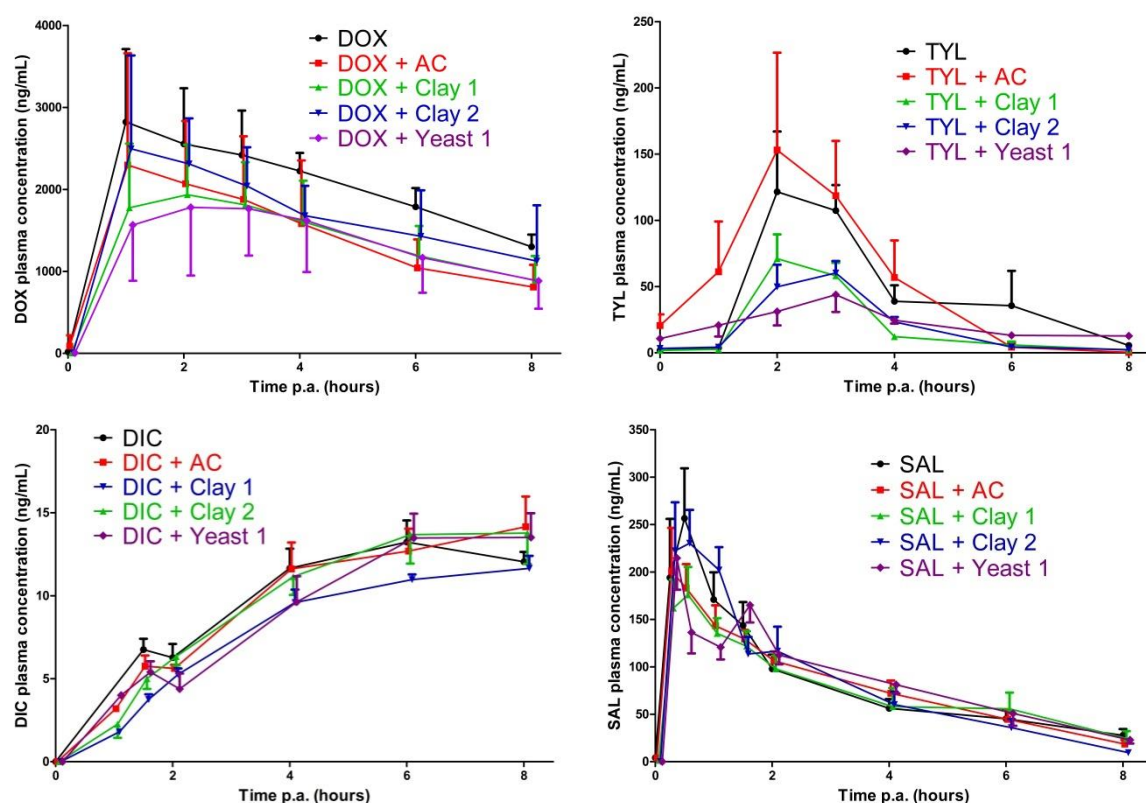 DOX plasma concentration (ng/mL)
4000
3000
2000
1000
0
DOX
DOX + AC
DOX + Clay 1
DOX + Clay 2
DOX + Yeast 1
0 2 4 6 8
Time p.a. (hours)
TYL plasma concentration (ng/mL)
250
200
150
100
50
0
TYL
TYL + AC
TYL + Clay 1
TYL + Clay 2
TYL + Yeast 1
0 2 4 6 8
Time p.a. (hours)
DIC plasma concentration (ng/mL)
20
15
10
5
0
DIC
DIC + AC
DIC + Clay 1
DIC + Clay 2
DIC + Yeast 1
0 2 4 6 8
Time p.a. (hours)
SAL plasma concentration (ng/mL)
350
300
250
200
150
100
50
0
SAL
SAL + AC
SAL + Clay 1
SAL + Clay 2
SAL + Yeast 1
0 2 4 6 8
Time p.a. (hours)